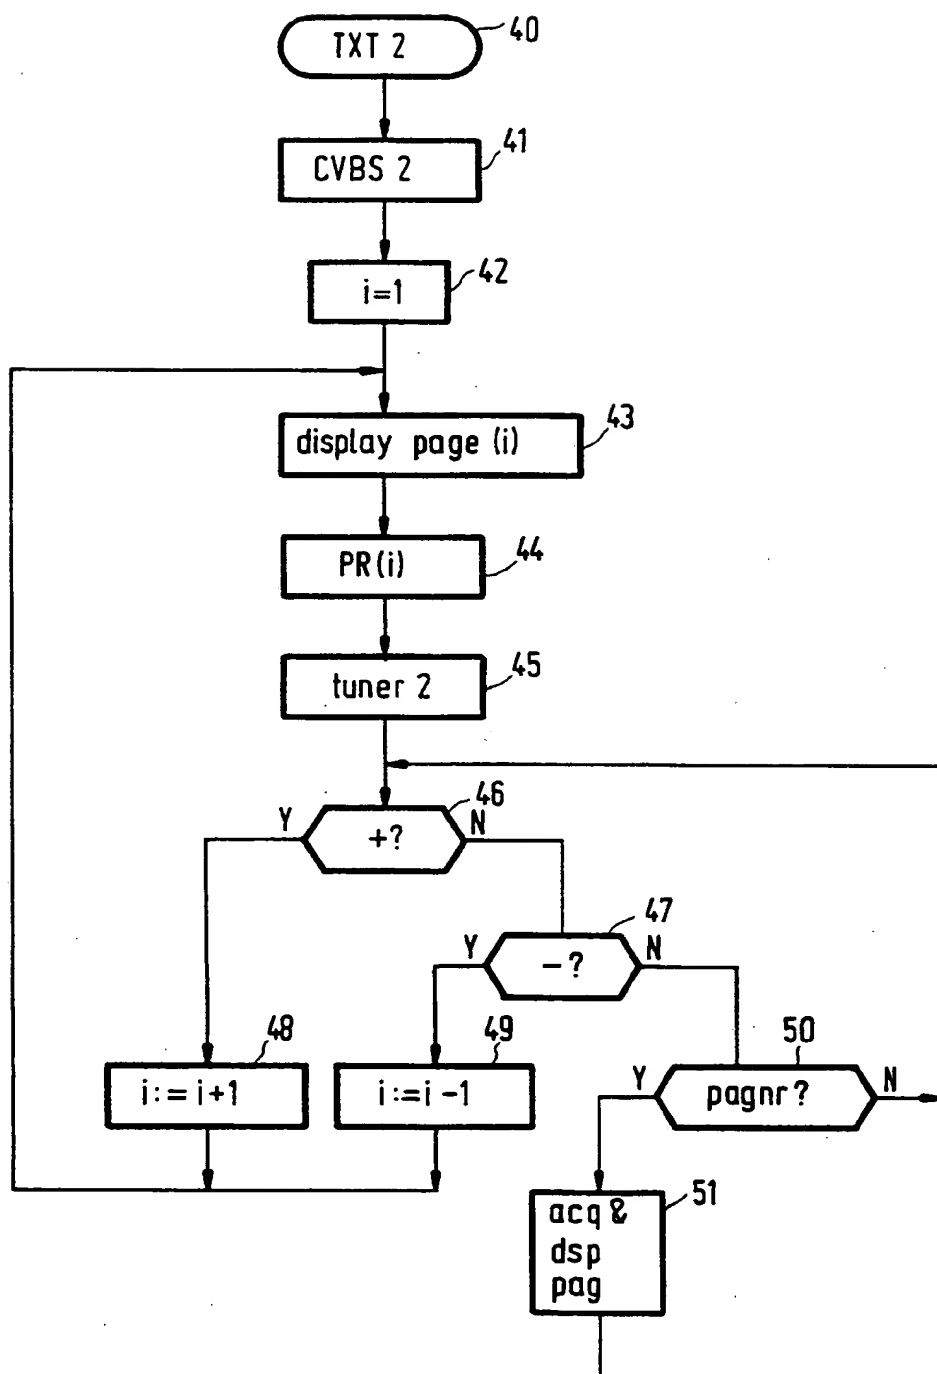 TXT 2
40
CVBS 2
41
i=1
42
display page (i)
43
PR(i)
44
tuner 2
45
46
Y
+?
N
47
Y
-?
N
48
i:=i+1
49
i:=i-1
50
Y
pagnr?
N
51
acq &
dsp
pag